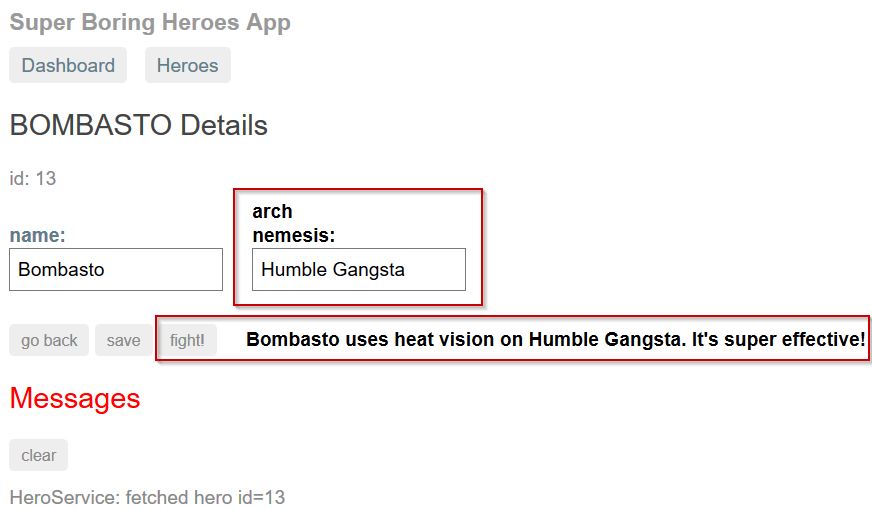 Super Boring Heroes App
Dashboard Heroes
BOMBASTO Details
id: 13
name:
Bombasto
arch
nemesis:
Humble Gangsta
go back save fight! Bombasto uses heat vision on Humble Gangsta. It's super effective!
Messages
clear
HeroService: fetched hero id=13